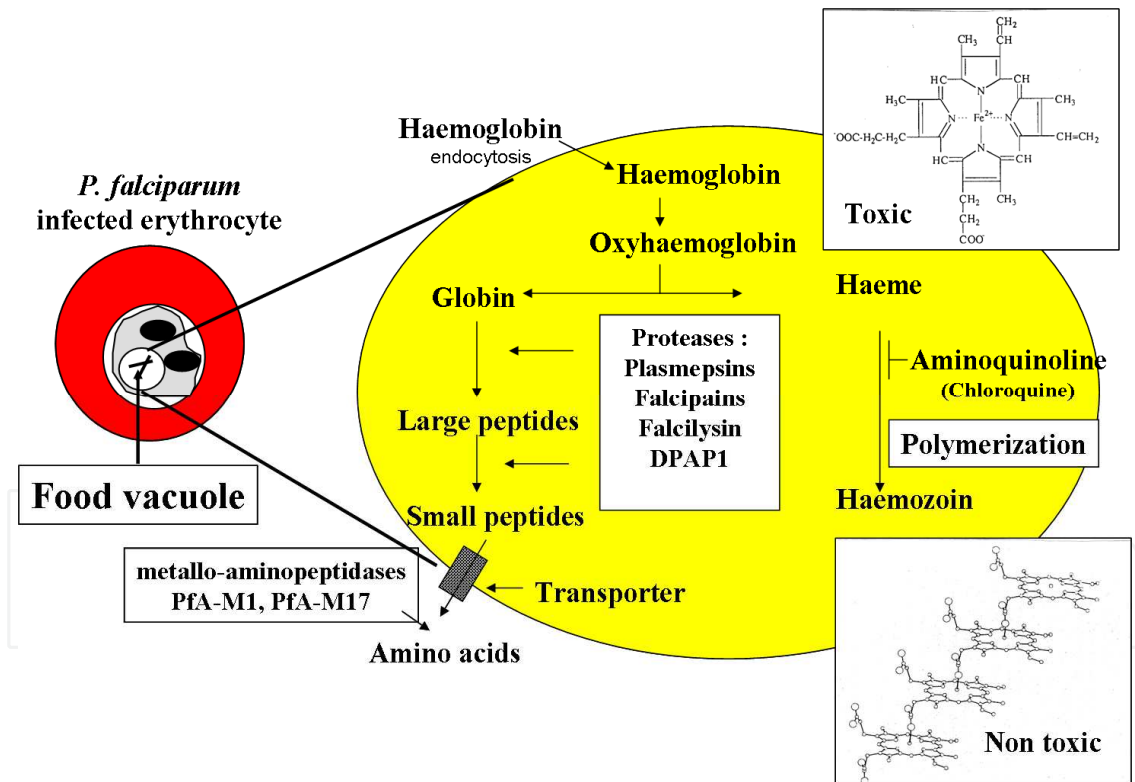 P. falciparum
infected erythrocyte
Food vacuole
Haemoglobin
endocytosis
Haemoglobin
Oxyhaemoglobin
Globin
Large peptides
Small peptides
Transporter
metallo-aminopeptidases
PfA-M1, PfA-M17
Amino acids
Proteases :
Plasmepsins
Falcipains
Falcilysin
DPAP1
Haeme
Aminoquinoline
(Chloroquine)
Polymerization
Haemozoin
CH₂
CH
CH₃
HC
CH
N
H₃C
N
Fe²⁺
N
CH₃
⁻OOC-H₂C-H₂C
CH=CH₂
N
HC
CH
CH₂
CH₃
CH₂
COO⁻
Toxic
Non toxic